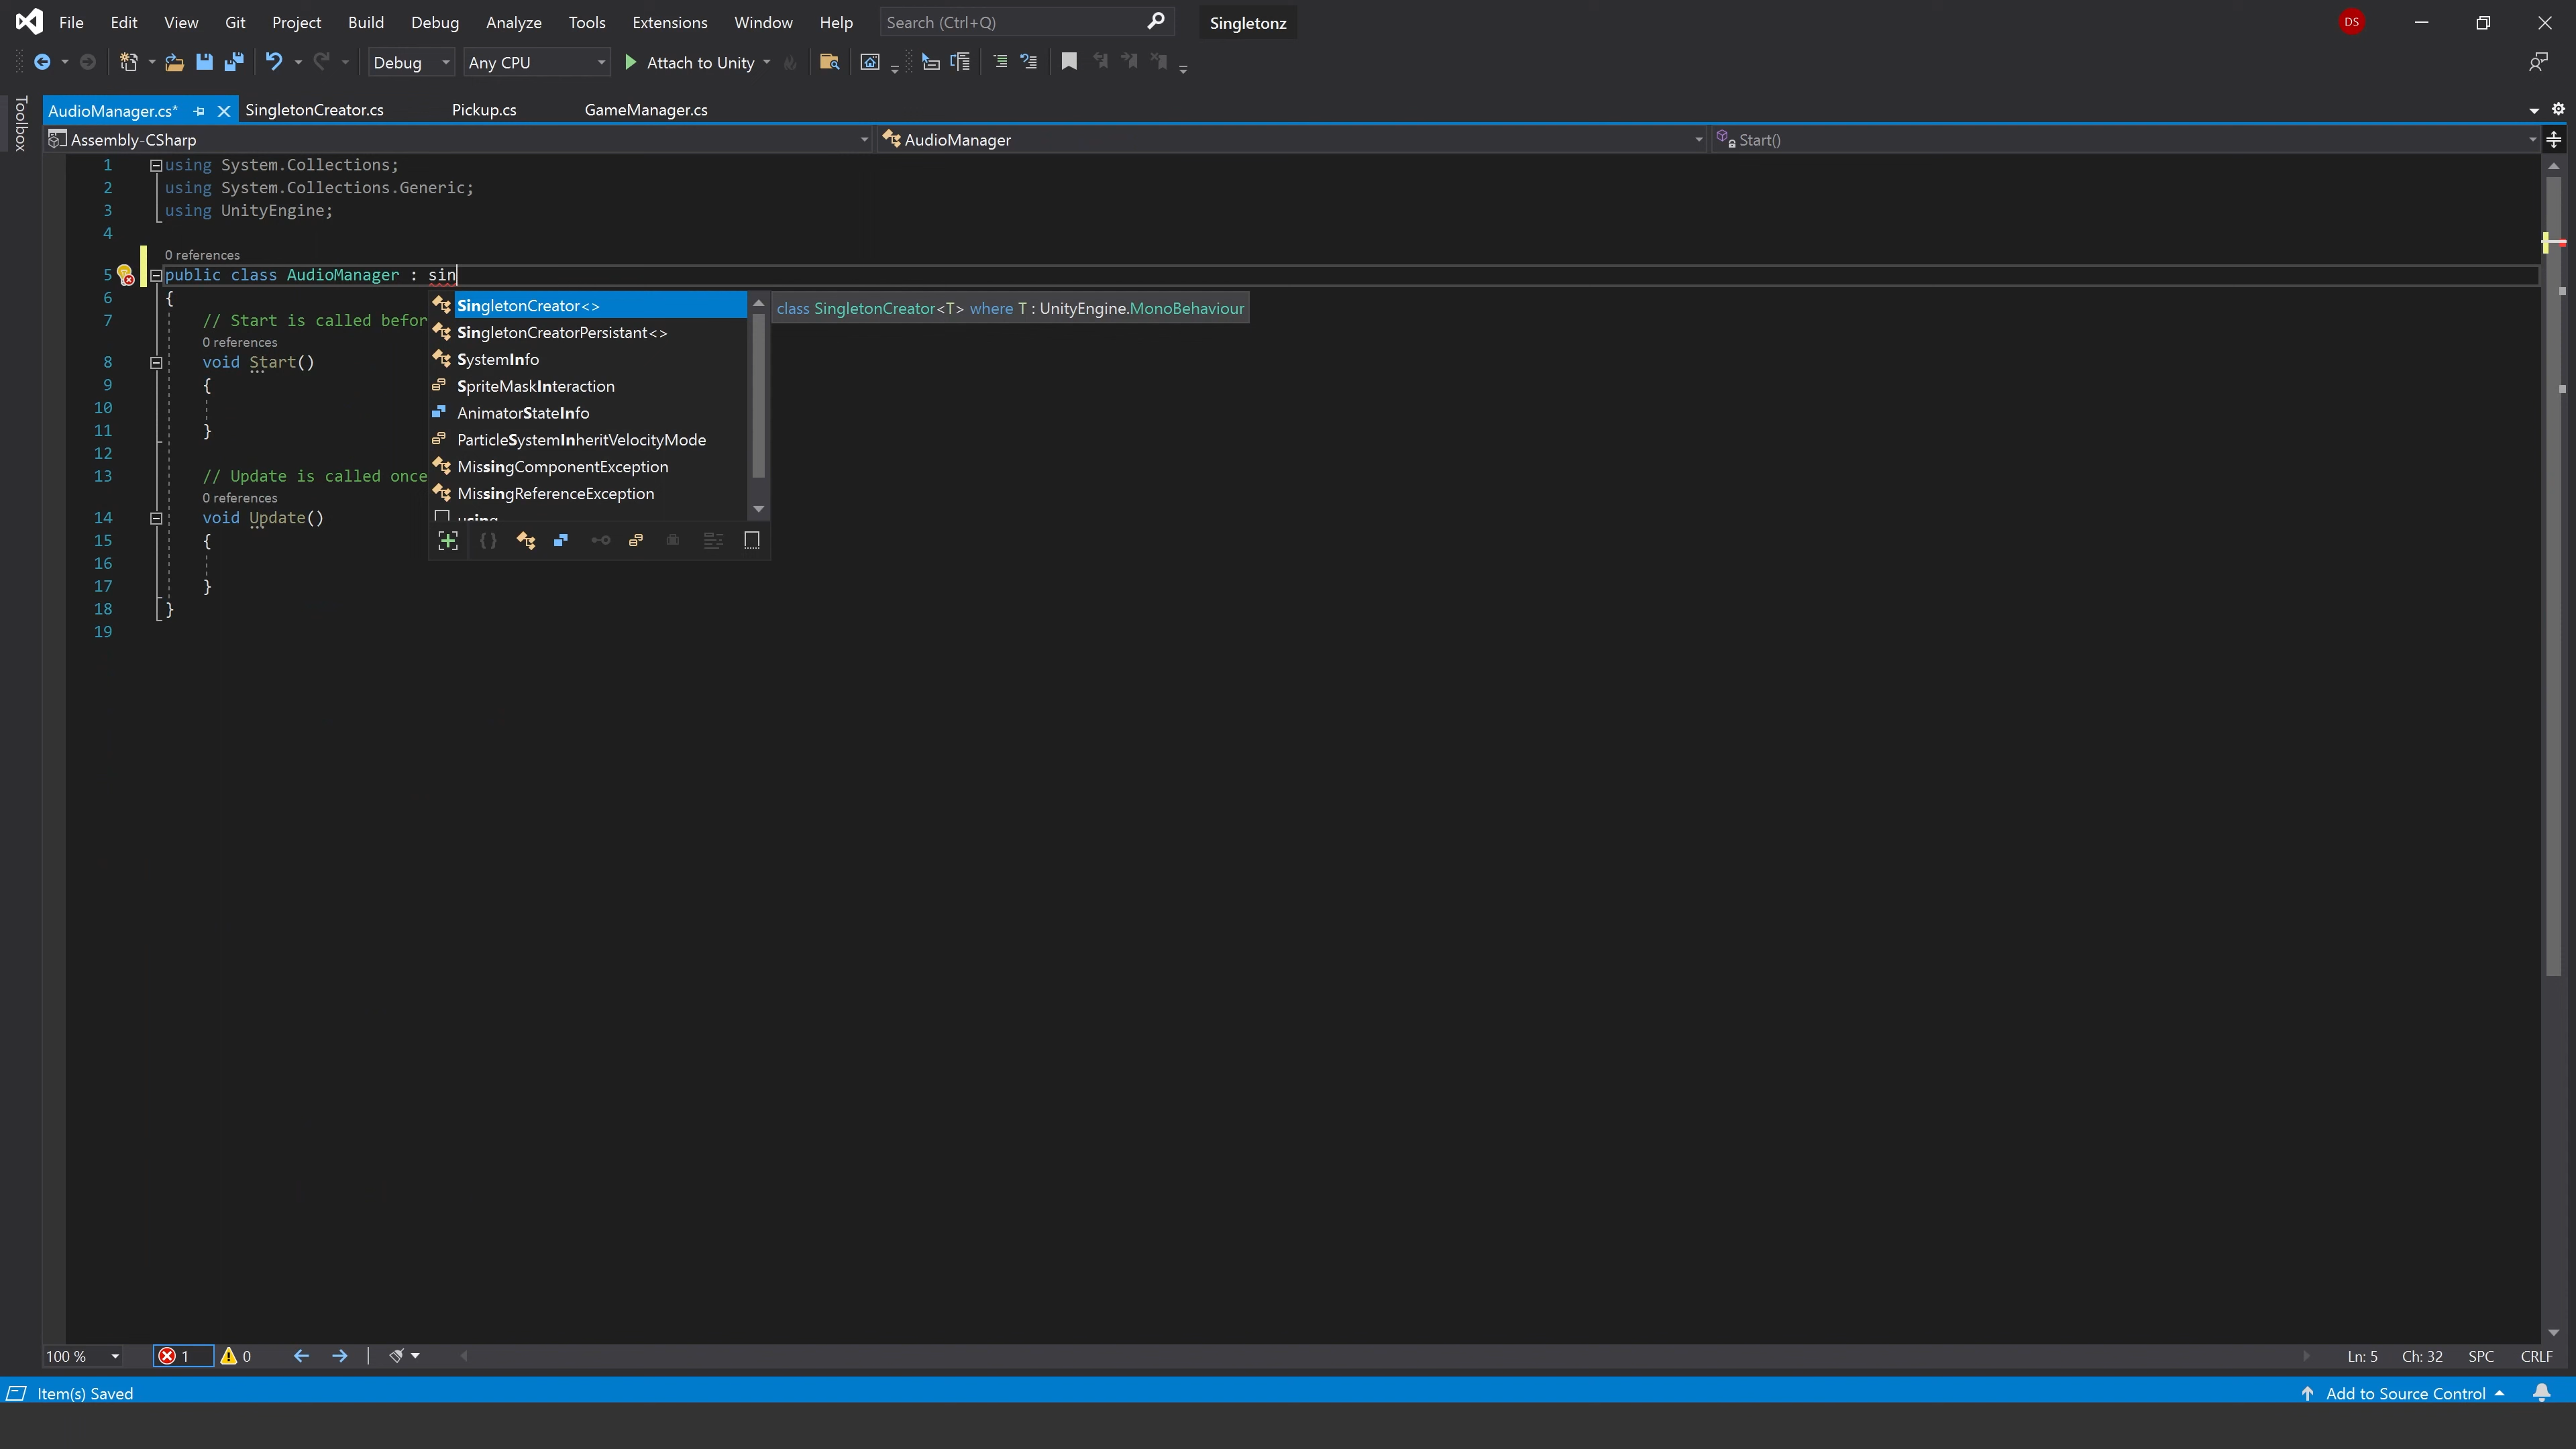 File Edit View Git Project Build Debug Analyze Tools Extensions Window Help Search (Ctrl+Q) Singletonz DS
Debug Any CPU Attach to Unity
Toolbox
AudioManager.cs* SingletonCreator.cs Pickup.cs GameManager.cs
Assembly-CSharp AudioManager Start()
1 using System.Collections;
2 using System.Collections.Generic;
3 using UnityEngine;
4
0 references
5 public class AudioManager : sin
6 {
SingletonCreator<> class SingletonCreator<T> where T : UnityEngine.MonoBehaviour
7 // Start is called befor
SingletonCreatorPersistant<>
0 references
SystemInfo
8 void Start()
9 {
SpriteMaskInteraction
10
AnimatorStateInfo
11 }
ParticleSystemInheritVelocityMode
12
MissingComponentException
13 // Update is called once
MissingReferenceException
0 references
using
14 void Update()
15 {
16
17 }
18 }
19
100 % 1 0 Ln: 5 Ch: 32 SPC CRLF
Item(s) Saved Add to Source Control